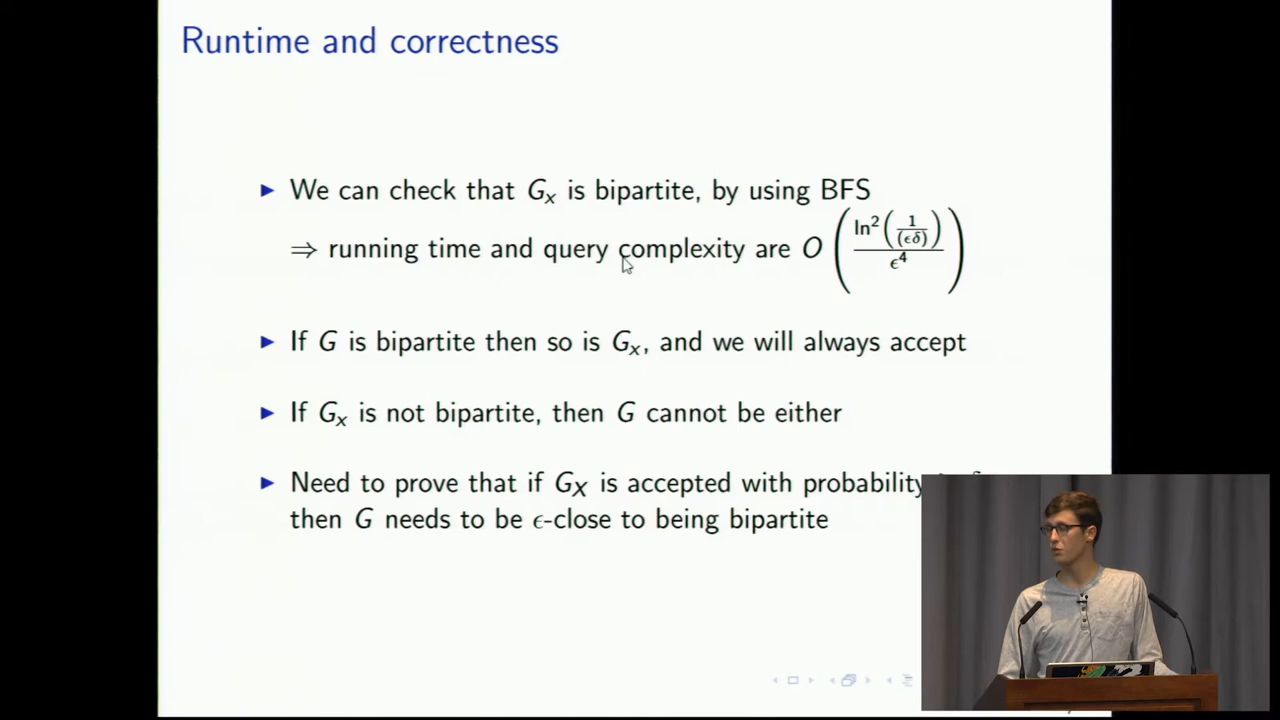 Runtime and correctness
▶ We can check that Gₓ is bipartite, by using BFS
⇒ running time and query complexity are O(ln²(1/(ϵδ))/ϵ⁴)
▶ If G is bipartite then so is Gₓ, and we will always accept
▶ If Gₓ is not bipartite, then G cannot be either
▶ Need to prove that if G_X is accepted with probability
then G needs to be ϵ-close to being bipartite